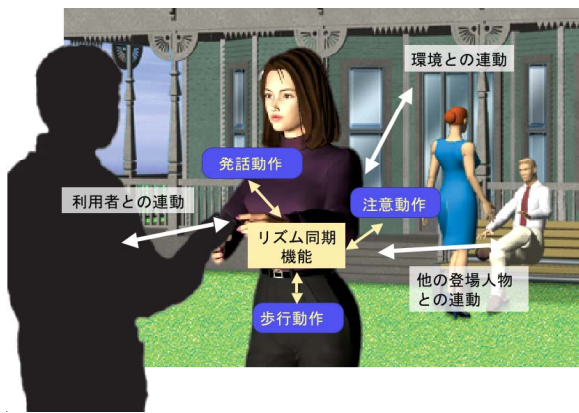 環境との連動
発話動作
利用者との連動
注意動作
リズム同期
機能
他の登場人物
との連動
歩行動作